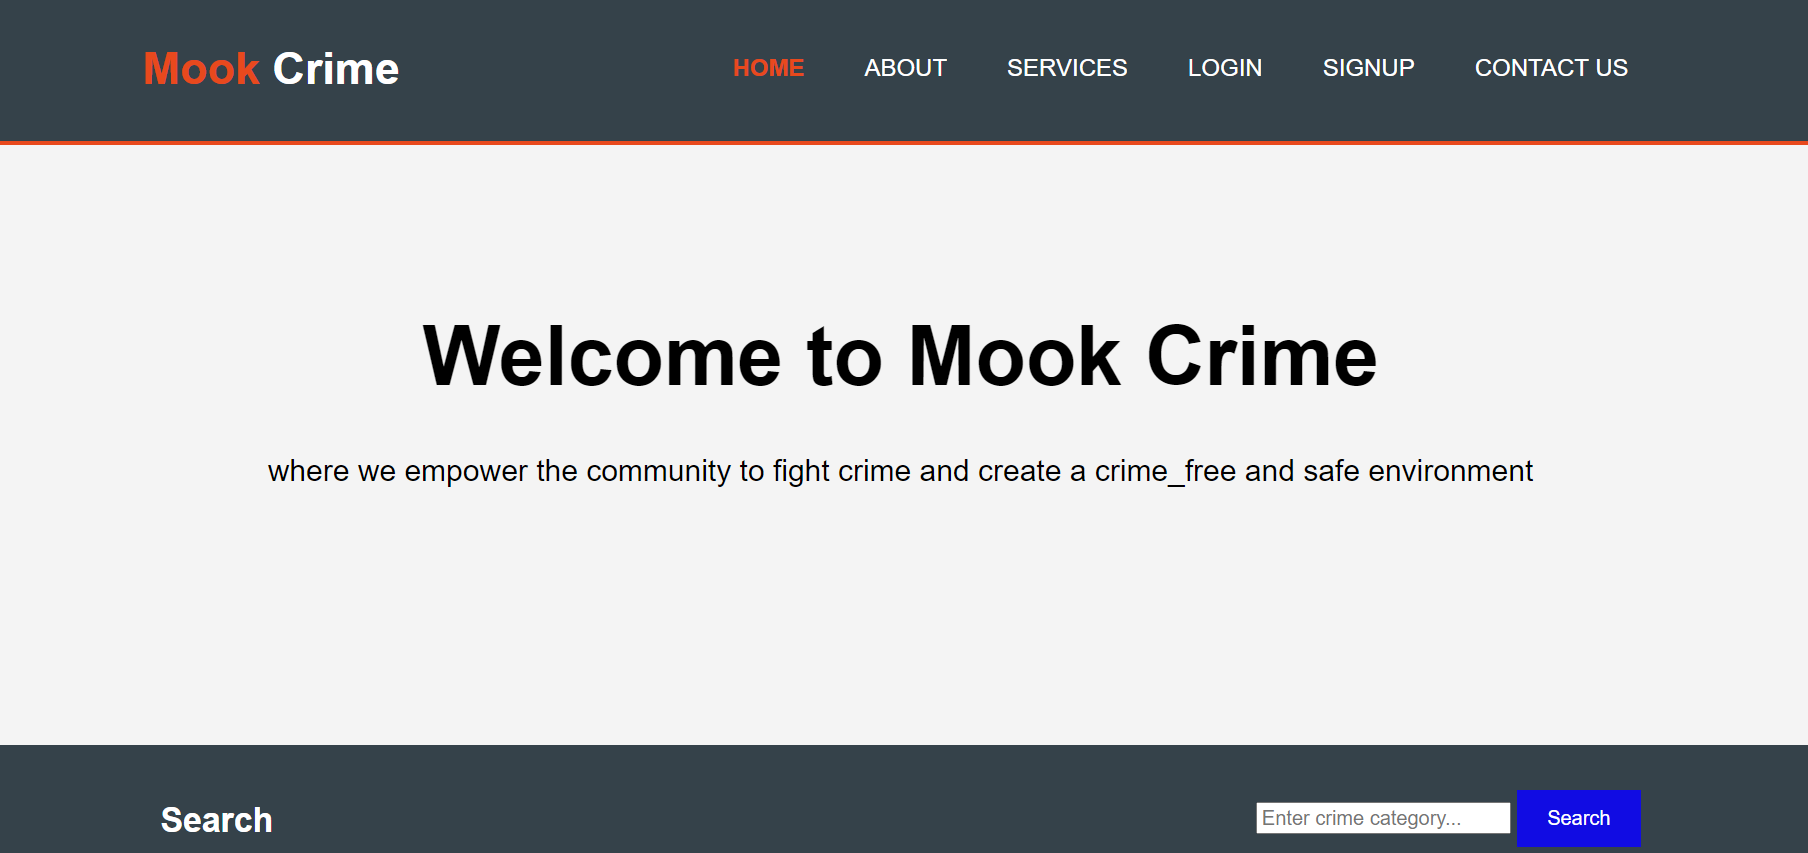 Mook Crime
HOME ABOUT SERVICES LOGIN SIGNUP CONTACT US
Welcome to Mook Crime
where we empower the community to fight crime and create a crime_free and safe environment
Search
Enter crime category... Search